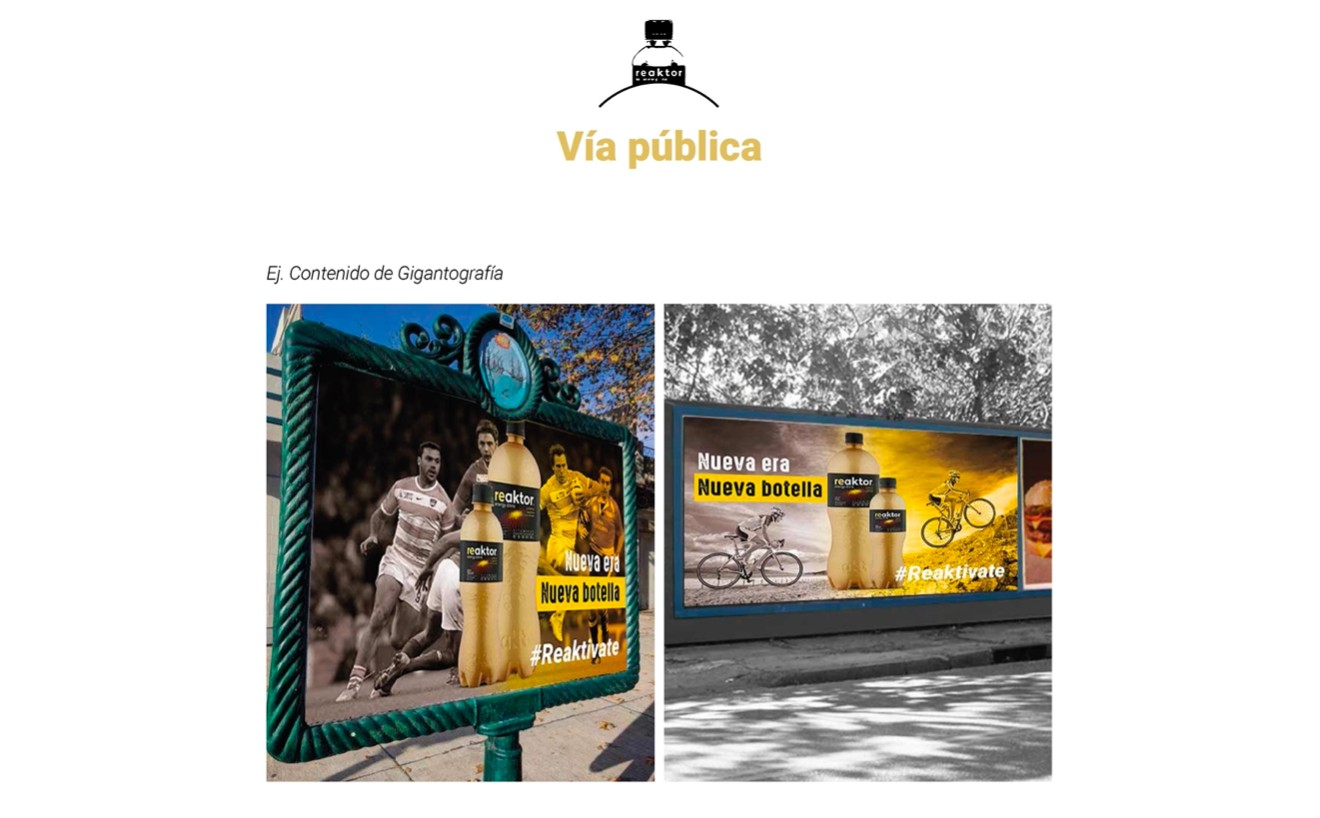 reaktor
Vía pública
Ej. Contenido de Gigantografía
reaktor
reaktor
Nueva era
Nueva botella
#Reaktivate
Nueva era
Nueva botella
reaktor
reaktor
#Reaktivate